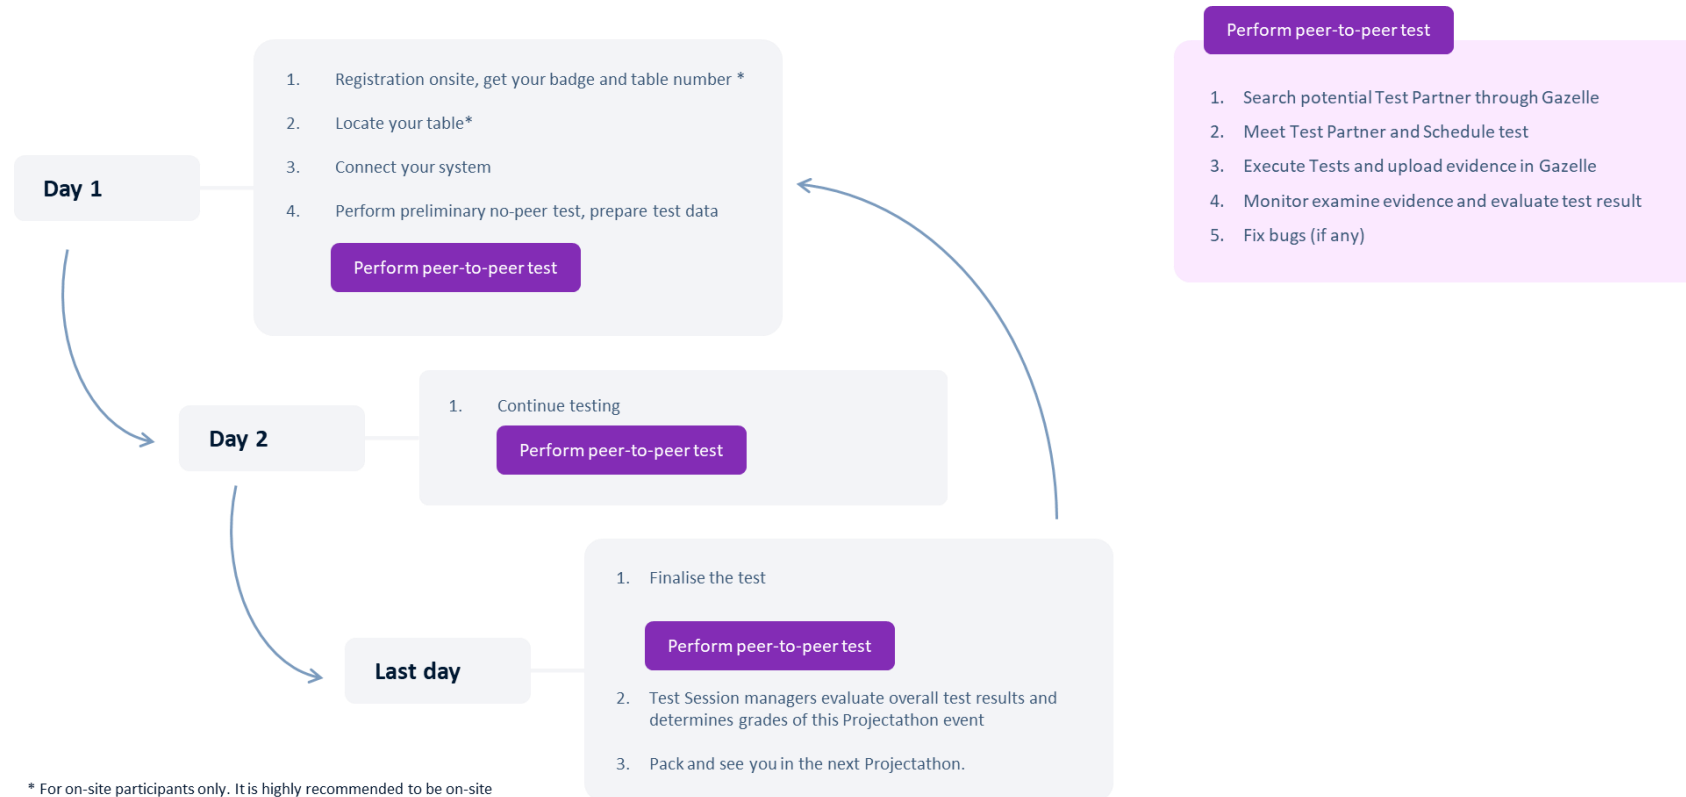 Day 1
1. Registration onsite, get your badge and table number *
2. Locate your table*
3. Connect your system
4. Perform preliminary no-peer test, prepare test data
Perform peer-to-peer test
Perform peer-to-peer test
1. Search potential Test Partner through Gazelle
2. Meet Test Partner and Schedule test
3. Execute Tests and upload evidence in Gazelle
4. Monitor examine evidence and evaluate test result
5. Fix bugs (if any)
Day 2
1. Continue testing
Perform peer-to-peer test
Last day
1. Finalise the test
Perform peer-to-peer test
2. Test Session managers evaluate overall test results and
determines grades of this Projectathon event
3. Pack and see you in the next Projectathon.
* For on-site participants only. It is highly recommended to be on-site